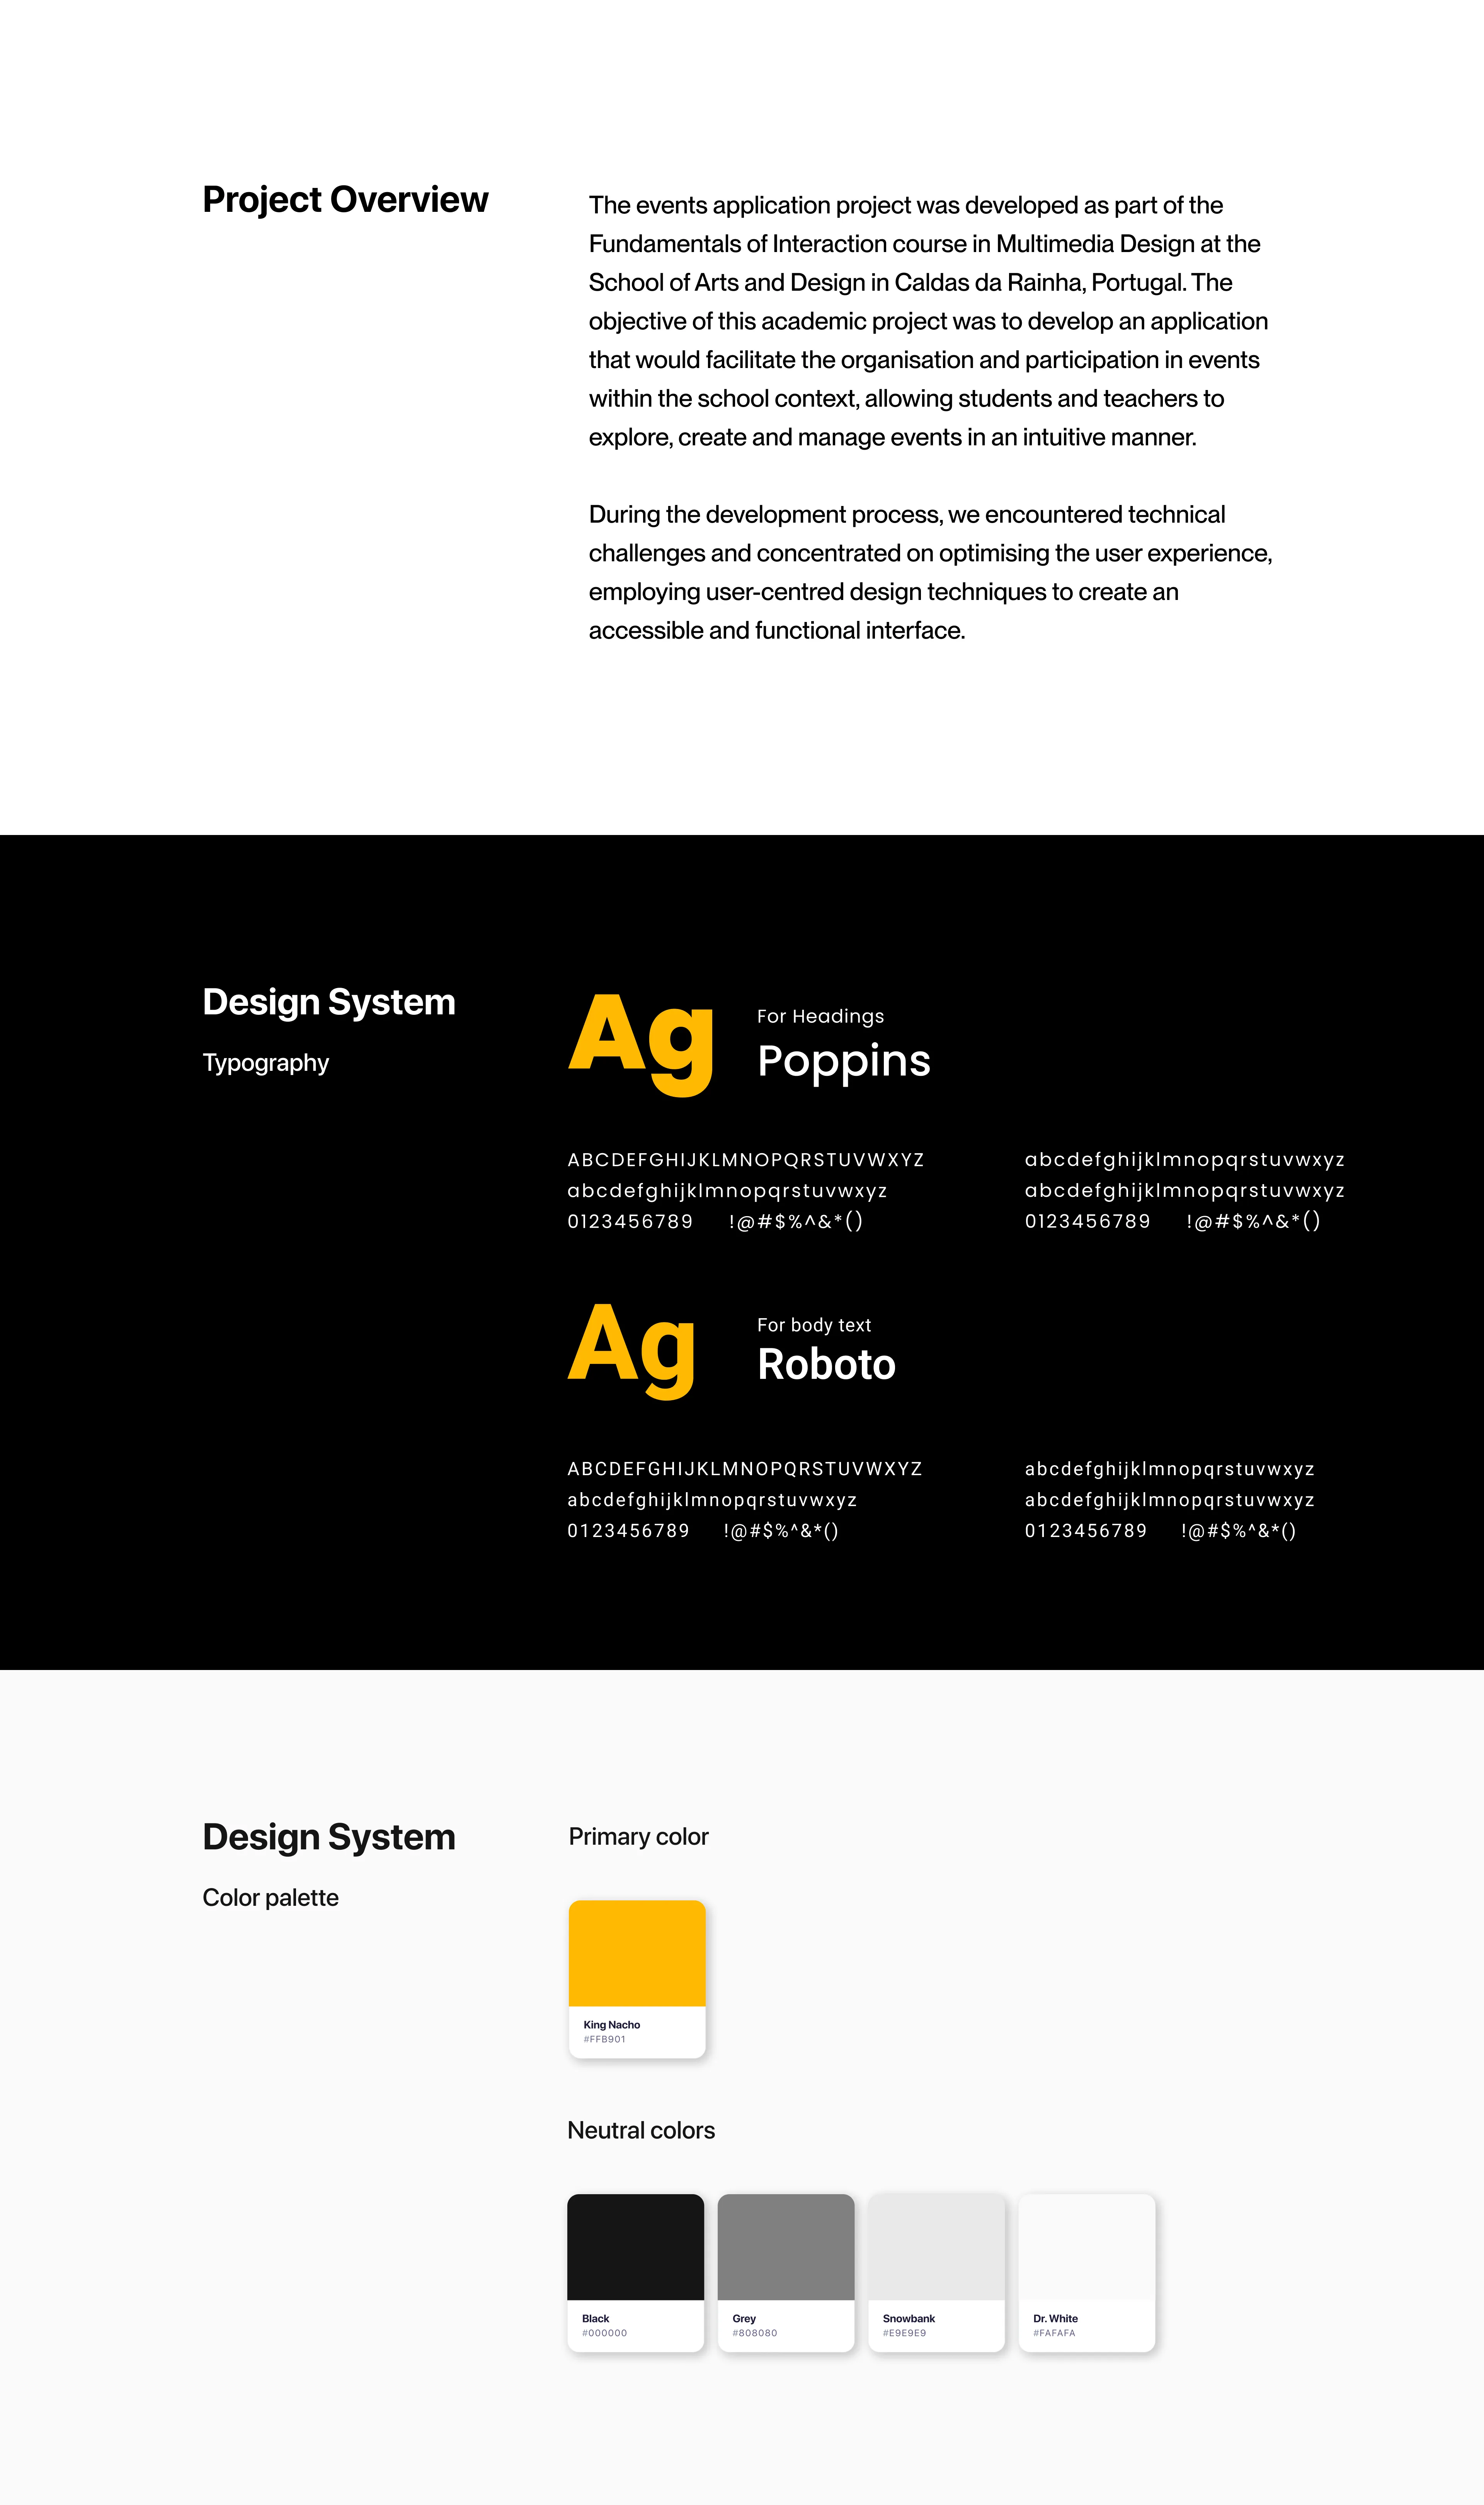 Project Overview
The events application project was developed as part of the
Fundamentals of Interaction course in Multimedia Design at the
School of Arts and Design in Caldas da Rainha, Portugal. The
objective of this academic project was to develop an application
that would facilitate the organisation and participation in events
within the school context, allowing students and teachers to
explore, create and manage events in an intuitive manner.
During the development process, we encountered technical
challenges and concentrated on optimising the user experience,
employing user-centred design techniques to create an
accessible and functional interface.
Design System
Typography
Ag
For Headings
Poppins
ABCDEFGHIJKLMNOPQRSTUVWXYZ
abcdefghijklmnopqrstuvwxyz
0123456789 !@#$%^&*()
abcdefghijklmnopqrstuvwxyz
abcdefghijklmnopqrstuvwxyz
0123456789 !@#$%^&*()
Ag
For body text
Roboto
ABCDEFGHIJKLMNOPQRSTUVWXYZ
abcdefghijklmnopqrstuvwxyz
0123456789 !@#$%^&*()
abcdefghijklmnopqrstuvwxyz
abcdefghijklmnopqrstuvwxyz
0123456789 !@#$%^&*()
Design System
Color palette
Primary color
King Nacho
#FFB901
Neutral colors
Black
#000000
Grey
#808080
Snowbank
#E9E9E9
Dr. White
#FAFAFA